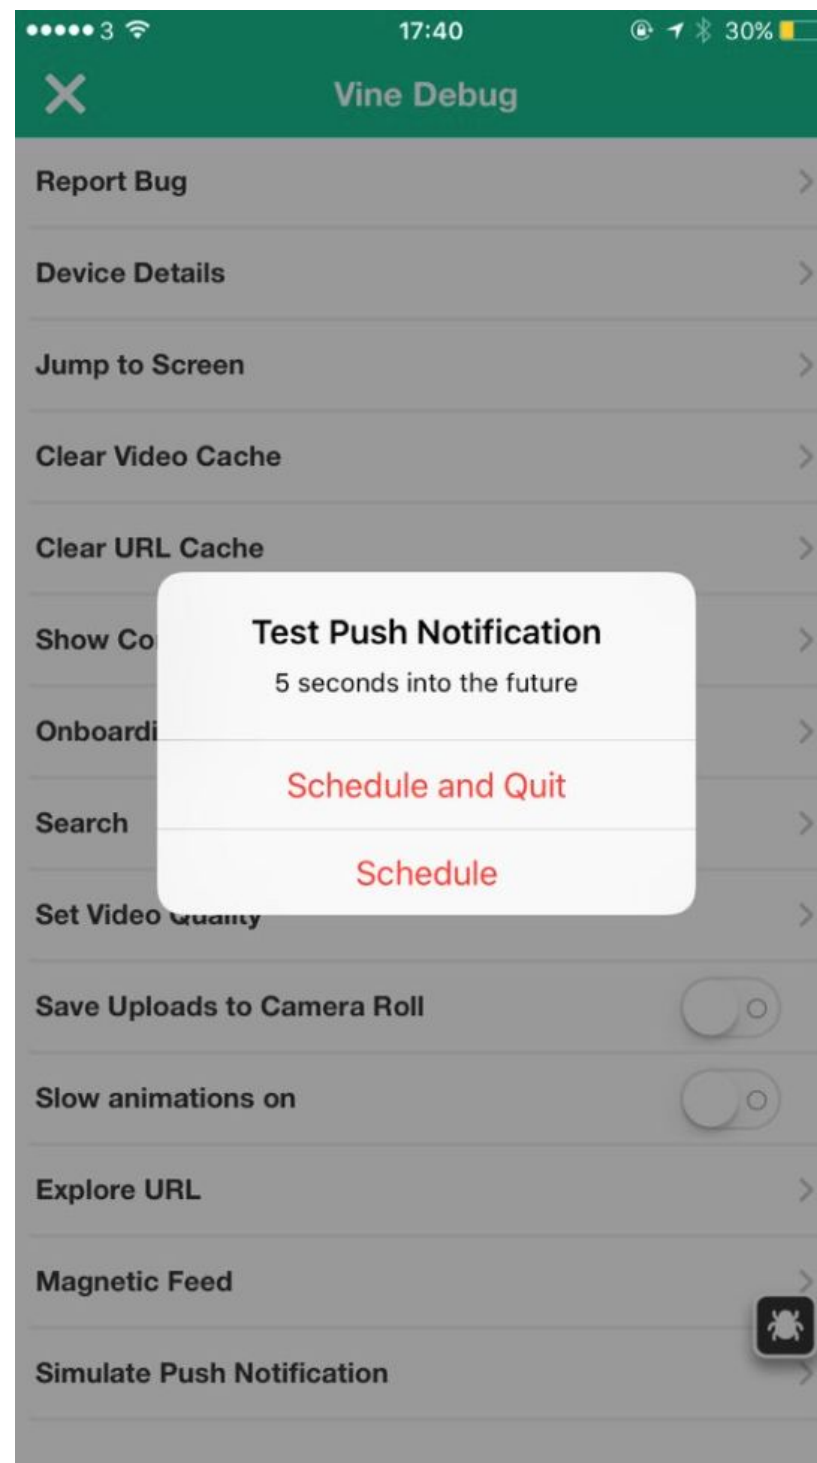 3 17:40 30%
Vine Debug
Report Bug
Device Details
Jump to Screen
Clear Video Cache
Clear URL Cache
Show Co
Test Push Notification
5 seconds into the future
Onboardi
Schedule and Quit
Search
Schedule
Set Video Quality
Save Uploads to Camera Roll
Slow animations on
Explore URL
Magnetic Feed
Simulate Push Notification